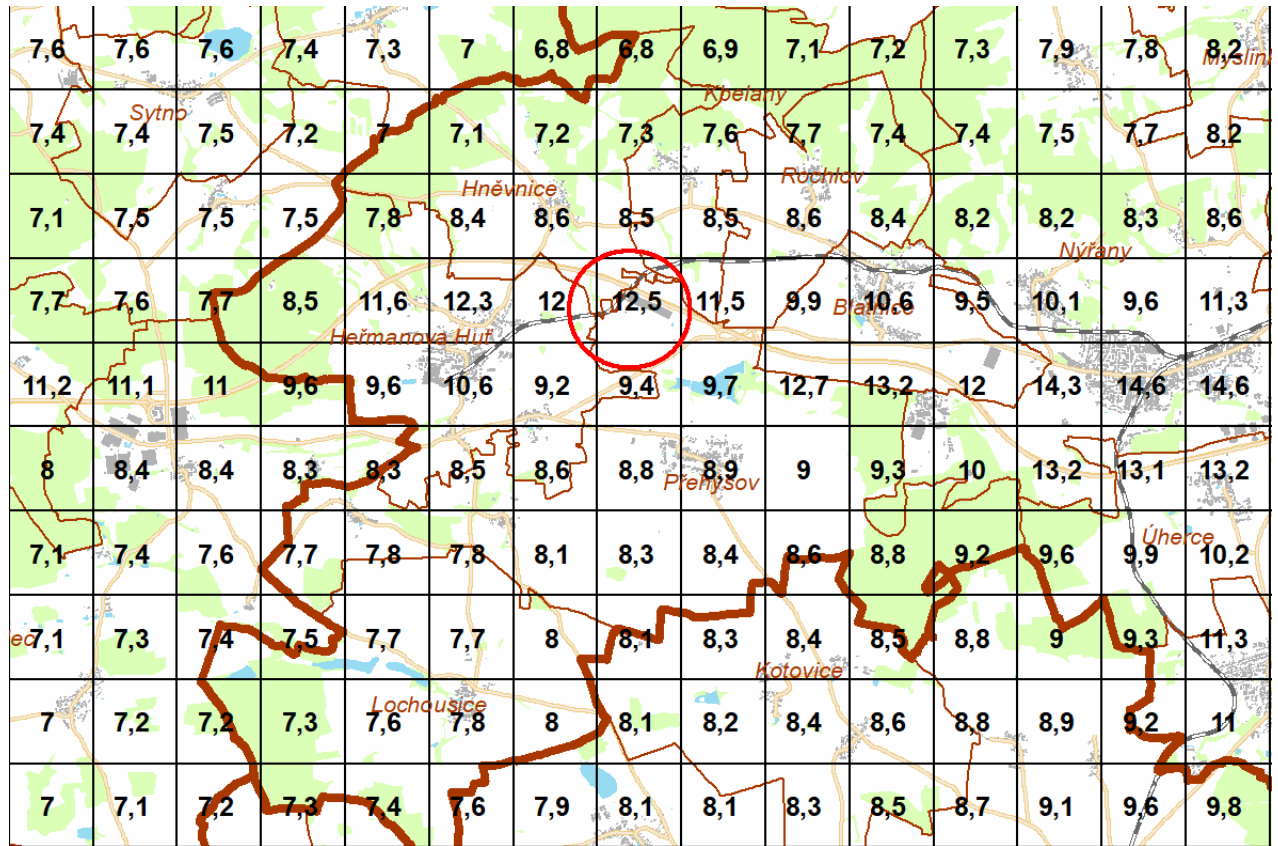 7,6 7,6 7,6 7,4 7,3 7 6,8 6,8 6,9 7,1 7,2 7,3 7,9 7,8 8,2
Kbelany
Sytno
7,4 7,4 7,5 7,2 7 7,1 7,2 7,3 7,6 7,7 7,4 7,4 7,5 7,7 8,2
Rochlov
Hněvnice
7,1 7,5 7,5 7,5 7,8 8,4 8,6 8,5 8,5 8,6 8,4 8,2 8,2 8,3 8,6
Nýřany
7,7 7,6 7,7 8,5 11,6 12,3 12 12,5 11,5 9,9 10,6 9,5 10,1 9,6 11,3
Blatnice
Heřmanova Huť
11,2 11,1 11 9,6 9,6 10,6 9,2 9,4 9,7 12,7 13,2 12 14,3 14,6 14,6
8 8,4 8,4 8,3 8,3 8,5 8,6 8,8 8,9 9 9,3 10 13,2 13,1 13,2
Přehýšov
Úherce
7,1 7,4 7,6 7,7 7,8 7,8 8,1 8,3 8,4 8,6 8,8 9,2 9,6 9,9 10,2
7,1 7,3 7,4 7,5 7,7 7,7 8 8,1 8,3 8,4 8,5 8,8 9 9,3 11,3
Kotovice
Lochousice
7 7,2 7,2 7,3 7,6 7,8 8 8,1 8,2 8,4 8,6 8,8 8,9 9,2 11
7 7,1 7,2 7,3 7,4 7,6 7,9 8,1 8,1 8,3 8,5 8,7 9,1 9,6 9,8